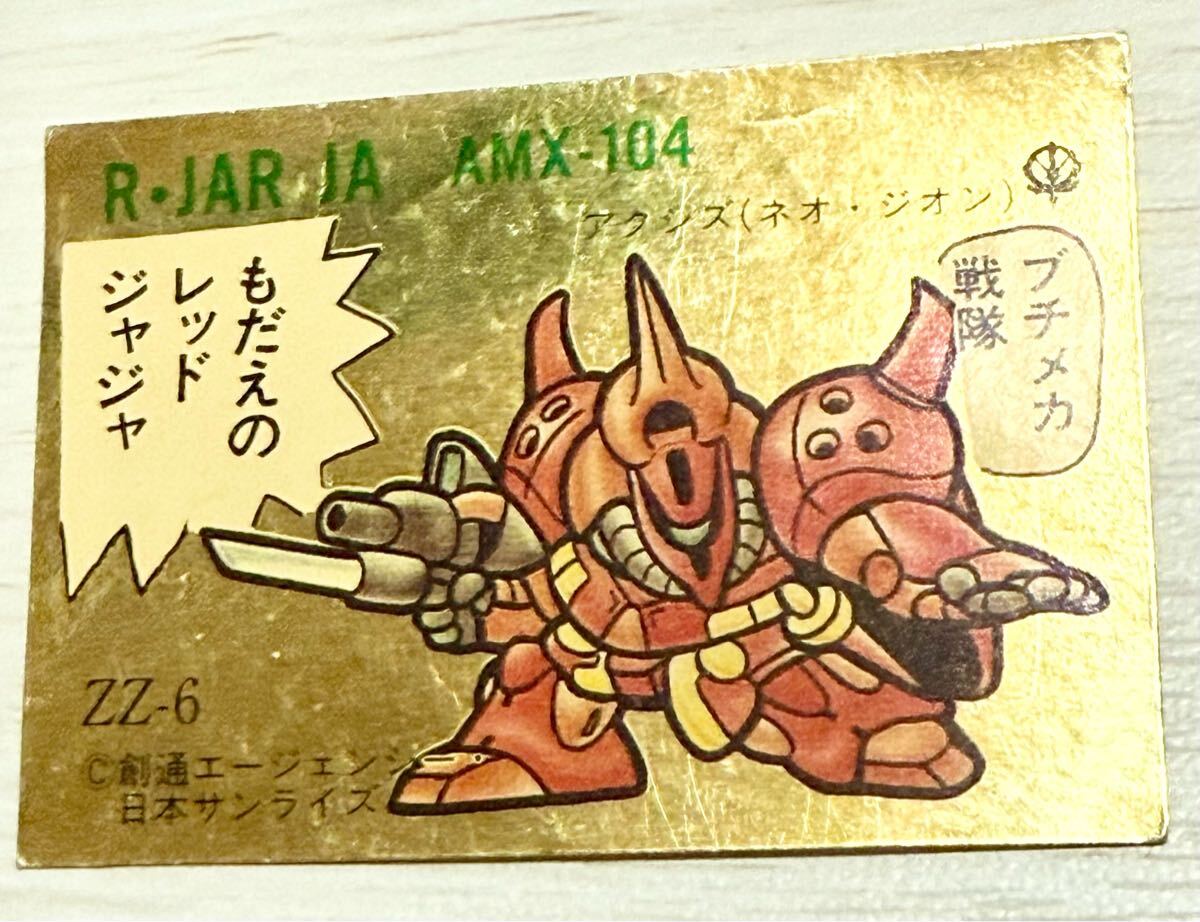 R・JAR JA AMX-104
アクシズ(ネオ・ジオン)
もだえの
レッド
ジャジャ
プチメカ
戦隊
ZZ-6
©創通エージェンシー
日本サンライズ